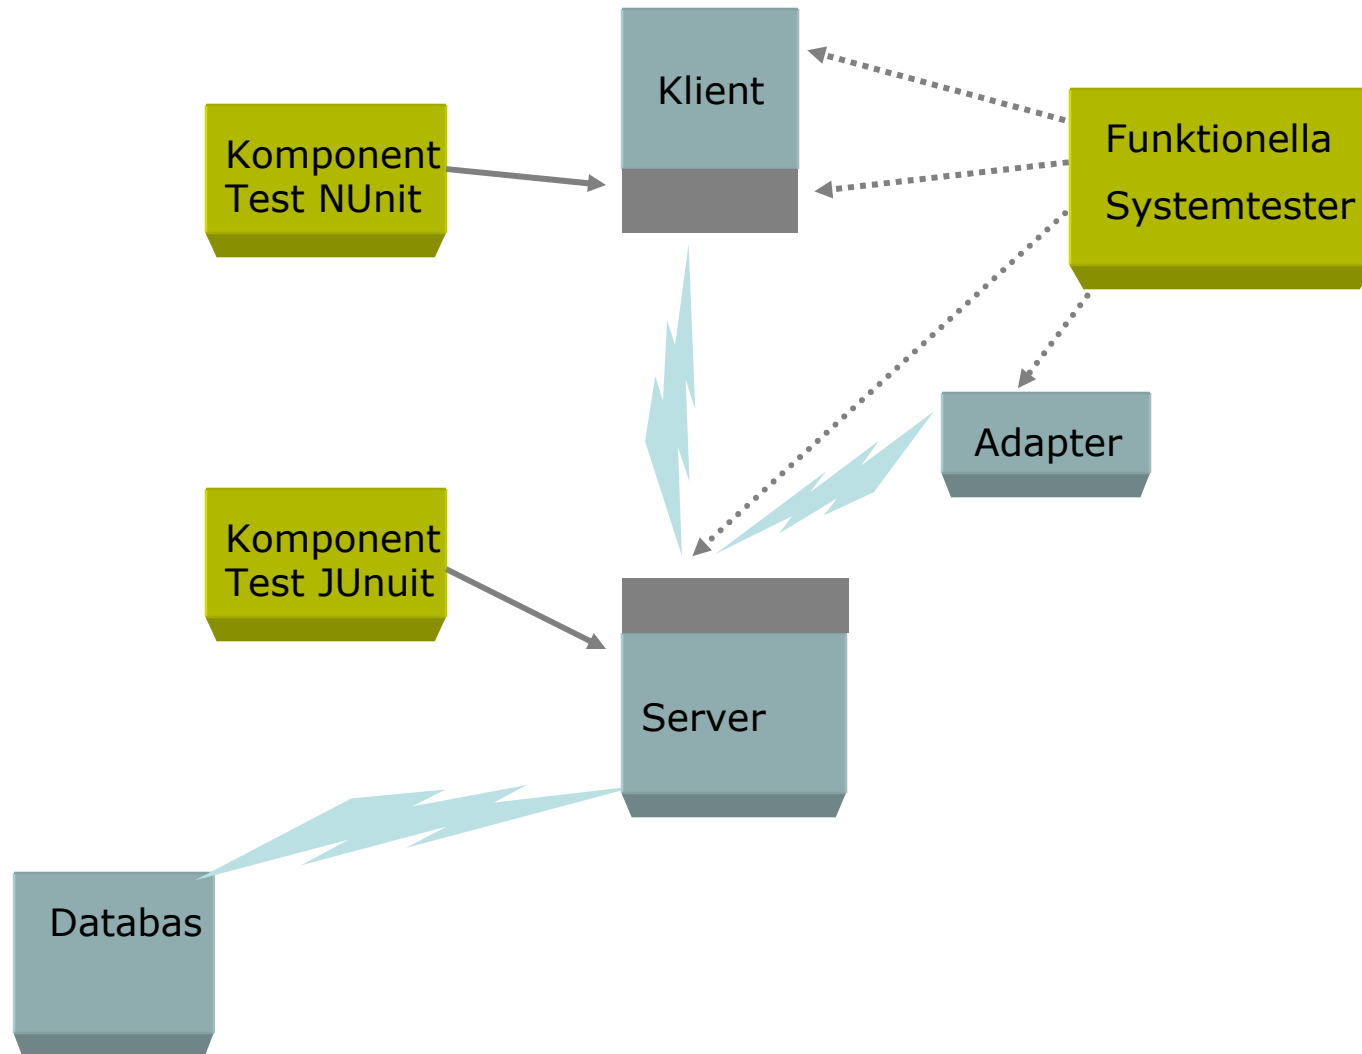 Klient
Komponent
Test NUnit
Funktionella
Systemtester
Adapter
Komponent
Test JUnuit
Server
Databas